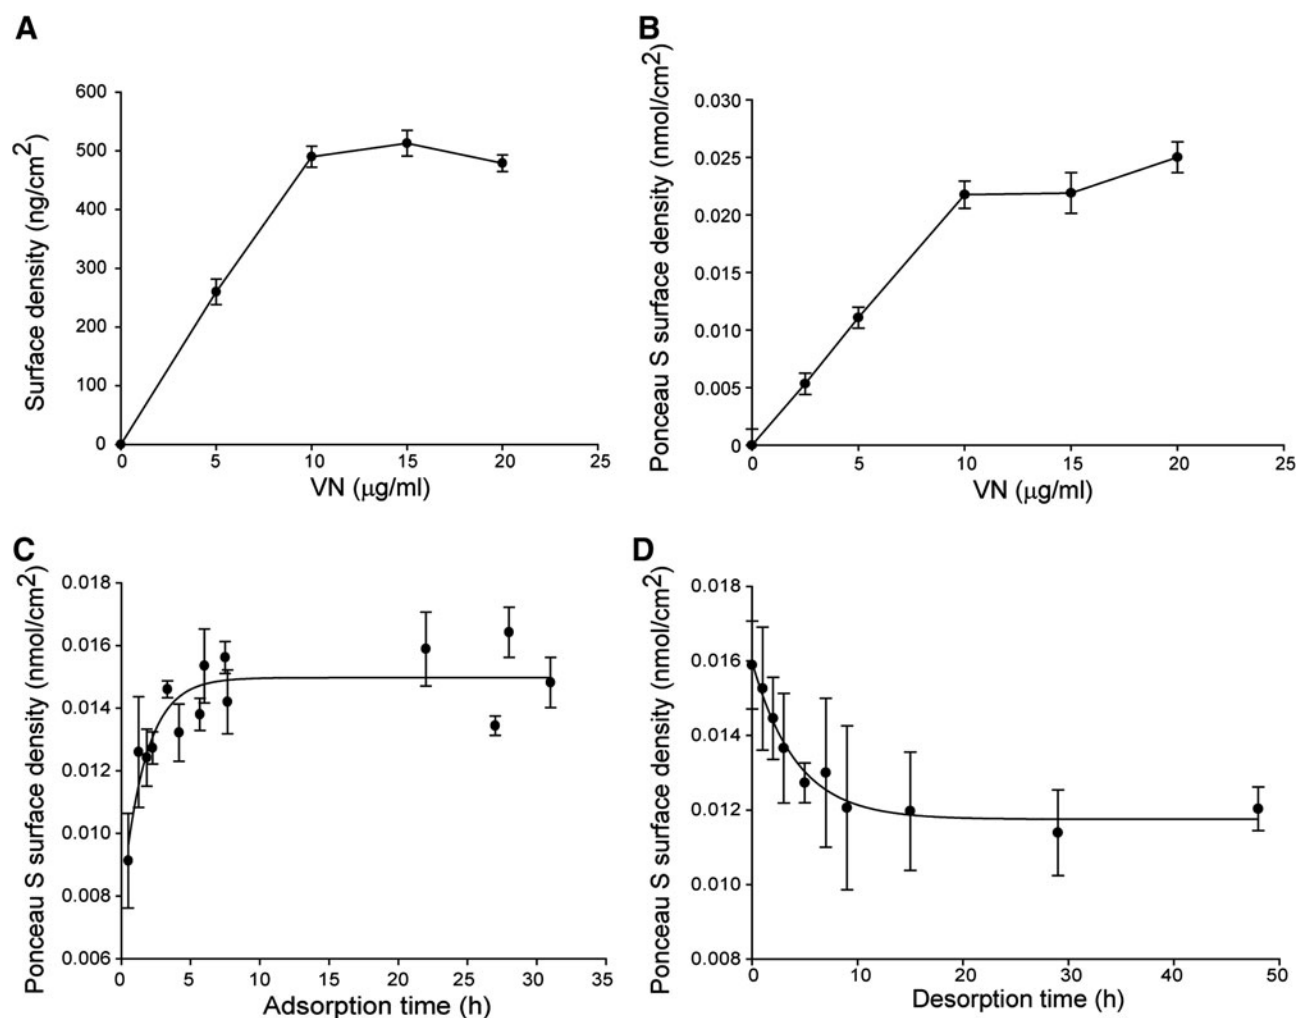 A
Surface density (ng/cm2)
600
500
400
300
200
100
0
0 5 10 15 20 25
VN (μg/ml)
B
Ponceau S surface density (nmol/cm2)
0.030
0.025
0.020
0.015
0.010
0.005
0
0 5 10 15 20 25
VN (μg/ml)
C
Ponceau S surface density (nmol/cm2)
0.018
0.016
0.014
0.012
0.010
0.008
0.006
0 5 10 15 20 25 30 35
Adsorption time (h)
D
Ponceau S surface density (nmol/cm2)
0.018
0.016
0.014
0.012
0.010
0.008
0 10 20 30 40 50
Desorption time (h)